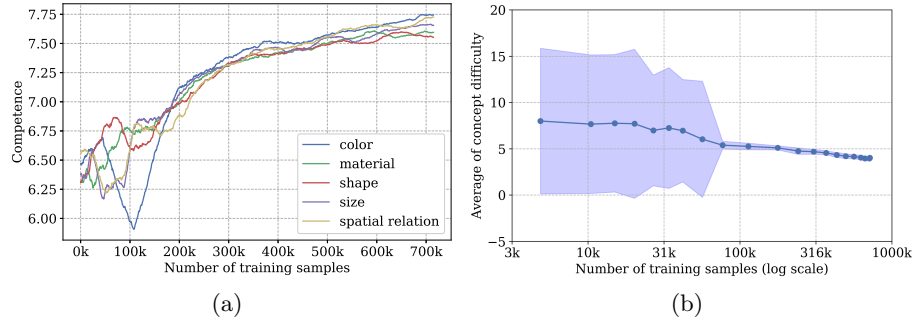 7.75
7.50
7.25
7.00
6.75
6.50
6.25
6.00
Competence
color
material
shape
size
spatial relation
0k 100k 200k 300k 400k 500k 600k 700k
Number of training samples
(a)
20
15
10
5
0
−5
Average of concept difficulty
3k 10k 31k 100k 316k 1000k
Number of training samples (log scale)
(b)